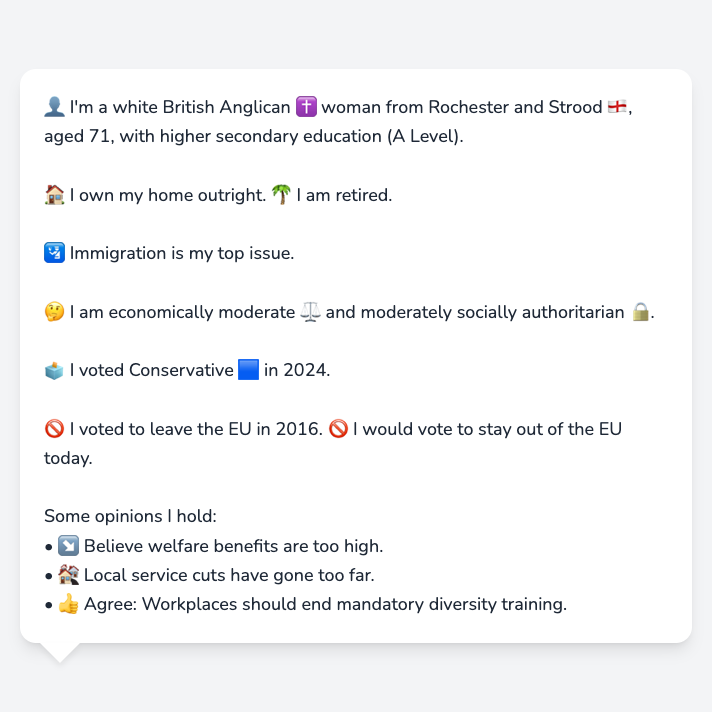 👤 I'm a white British Anglican ✝️ woman from Rochester and Strood 🏴󠁧󠁢󠁥󠁮󠁧󠁿,
aged 71, with higher secondary education (A Level).
🏠 I own my home outright. 🌴 I am retired.
🛂 Immigration is my top issue.
🤔 I am economically moderate ⚖️ and moderately socially authoritarian 🔒.
🗳️ I voted Conservative 🟦 in 2024.
🚫 I voted to leave the EU in 2016. 🚫 I would vote to stay out of the EU
today.
Some opinions I hold:
• ↘️ Believe welfare benefits are too high.
• 🏚️ Local service cuts have gone too far.
• 👍 Agree: Workplaces should end mandatory diversity training.